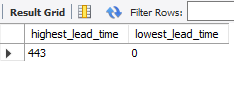 Result Grid Filter Rows:
highest_lead_time lowest_lead_time
443 0